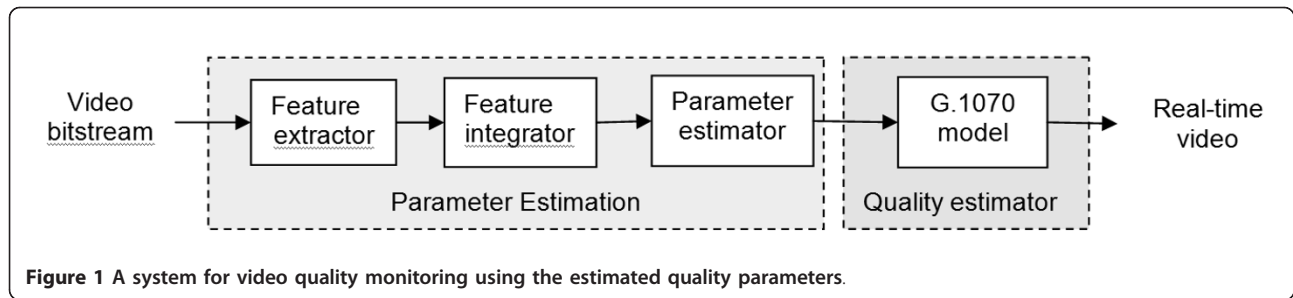 Video
bitstream
Feature
extractor
Feature
integrator
Parameter
estimator
Parameter Estimation
G.1070
model
Quality estimator
Real-time
video
Figure 1 A system for video quality monitoring using the estimated quality parameters.